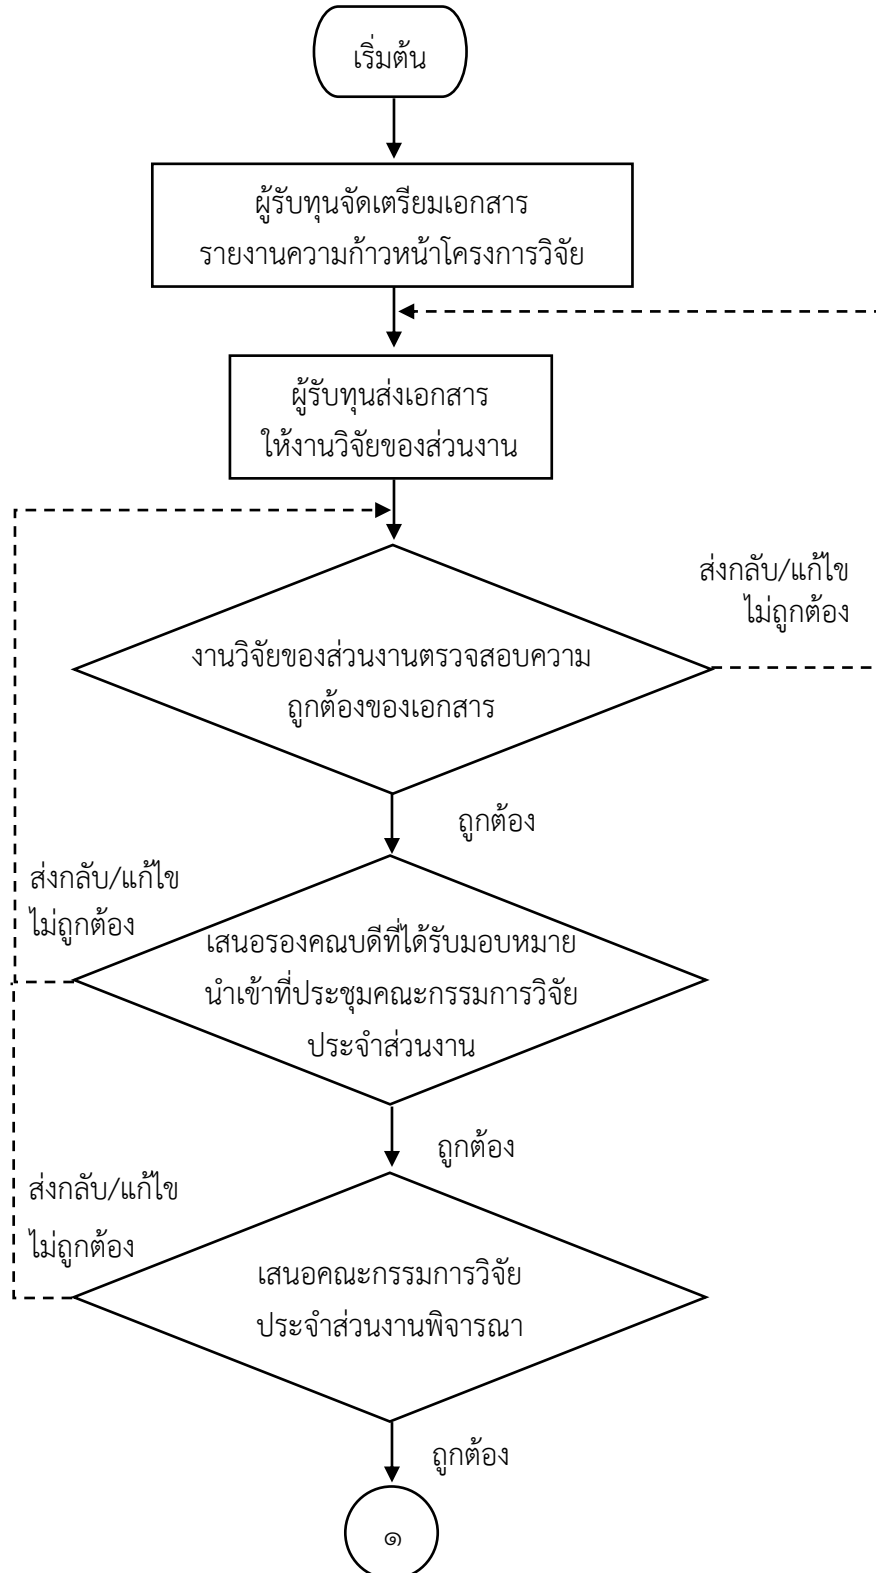 เริ่มต้น
ผู้รับทุนจัดเตรียมเอกสาร
รายงานความก้าวหน้าโครงการวิจัย
ผู้รับทุนส่งเอกสาร
ให้งานวิจัยของส่วนงาน
ส่งกลับ/แก้ไข
ไม่ถูกต้อง
งานวิจัยของส่วนงานตรวจสอบความ
ถูกต้องของเอกสาร
ถูกต้อง
ส่งกลับ/แก้ไข
ไม่ถูกต้อง
เสนอรองคณบดีที่ได้รับมอบหมาย
นำเข้าที่ประชุมคณะกรรมการวิจัย
ประจำส่วนงาน
ถูกต้อง
ส่งกลับ/แก้ไข
ไม่ถูกต้อง
เสนอคณะกรรมการวิจัย
ประจำส่วนงานพิจารณา
ถูกต้อง
๑